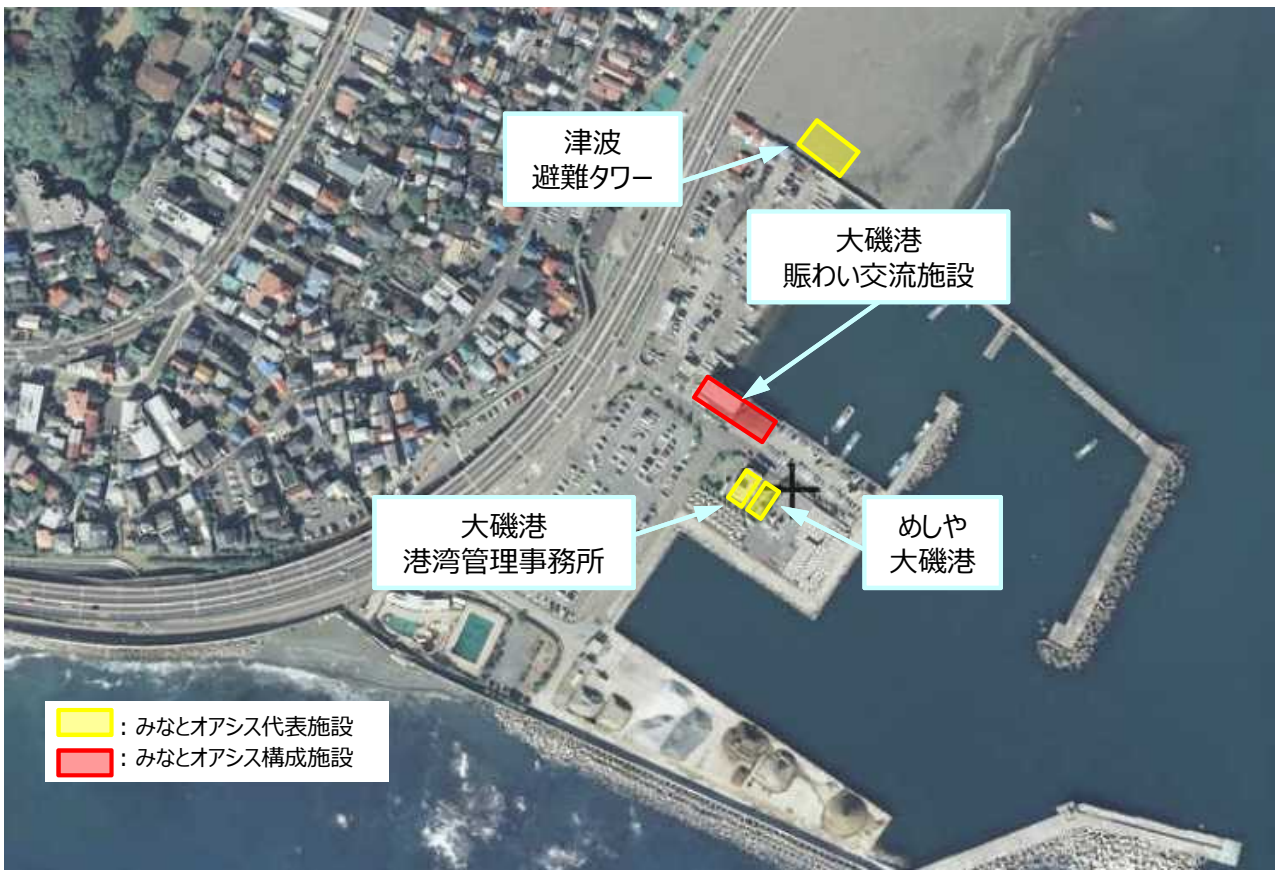 津波
避難タワー
大磯港
賑わい交流施設
大磯港
港湾管理事務所
めしや
大磯港
：みなとオアシス代表施設
：みなとオアシス構成施設